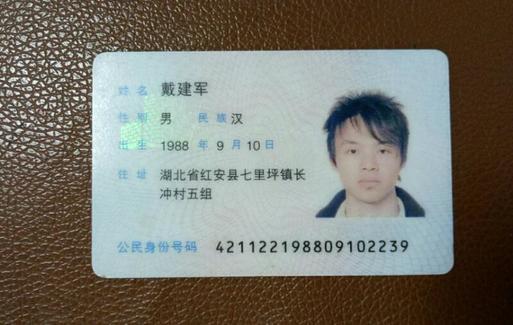 姓名 戴建军
性别 男 民族 汉
出生 1988 年 9 月 10 日
住址 湖北省红安县七里坪镇长
冲村五组
公民身份号码 421122198809102239